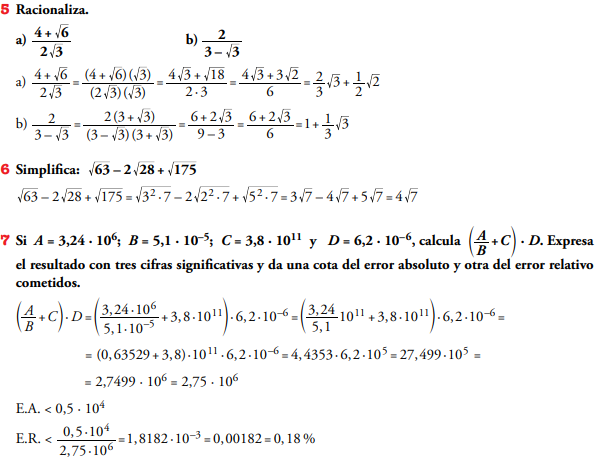 5 Racionaliza.
a) (4 + √6)/(2√3) b) 2/(3 – √3)
a) (4 + √6)/(2√3) = ((4 + √6)(√3))/((2√3)(√3)) = (4√3 + √18)/(2 · 3) = (4√3 + 3√2)/6 = 2/3 √3 + 1/2 √2
b) 2/(3 – √3) = (2(3 + √3))/((3 – √3)(3 + √3)) = (6 + 2√3)/(9 – 3) = (6 + 2√3)/6 = 1 + 1/3 √3
6 Simplifica: √63 – 2√28 + √175
√63 – 2√28 + √175 = √(3² · 7) – 2√(2² · 7) + √(5² · 7) = 3√7 – 4√7 + 5√7 = 4√7
7 Si A = 3,24 · 10⁶; B = 5,1 · 10⁻⁵; C = 3,8 · 10¹¹ y D = 6,2 · 10⁻⁶, calcula (A/B + C) · D. Expresa
el resultado con tres cifras significativas y da una cota del error absoluto y otra del error relativo
cometidos.
(A/B + C) · D = ((3,24 · 10⁶)/(5,1 · 10⁻⁵) + 3,8 · 10¹¹) · 6,2 · 10⁻⁶ = (3,24/5,1 10¹¹ + 3,8 · 10¹¹) · 6,2 · 10⁻⁶ =
= (0,63529 + 3,8) · 10¹¹ · 6,2 · 10⁻⁶ = 4,4353 · 6,2 · 10⁵ = 27,499 · 10⁵ =
= 2,7499 · 10⁶ = 2,75 · 10⁶
E.A. < 0,5 · 10⁴
E.R. < (0,5 · 10⁴)/(2,75 · 10⁶) = 1,8182 · 10⁻³ = 0,00182 = 0,18 %